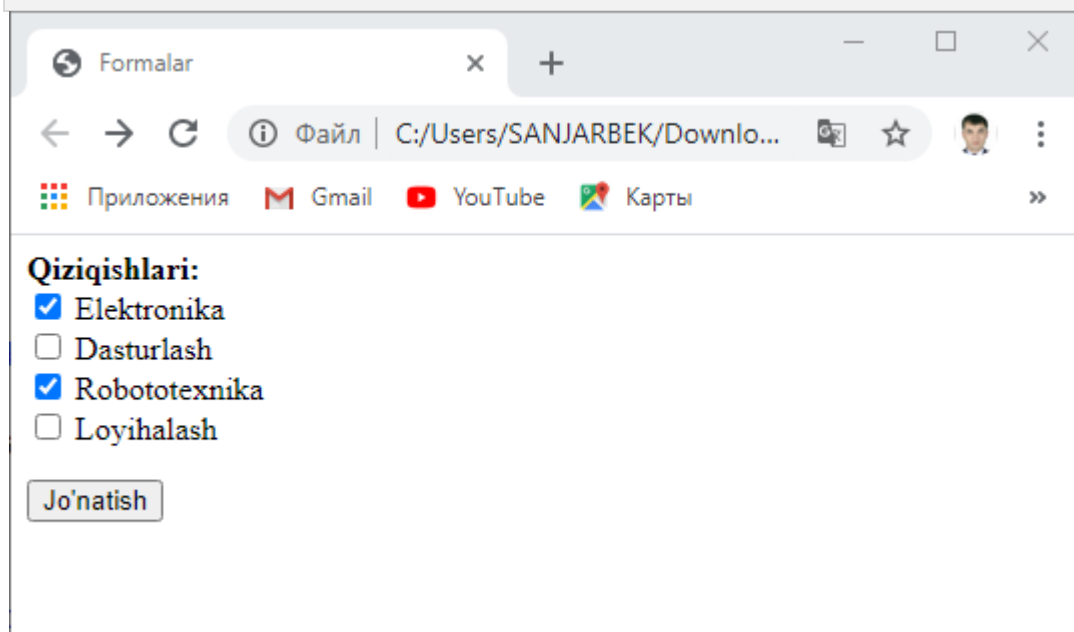 Formalar
Файл | C:/Users/SANJARBEK/Downlo...
Приложения Gmail YouTube Карты »
Qiziqishlari:
Elektronika
Dasturlash
Robototexnika
Loyihalash
Jo'natish